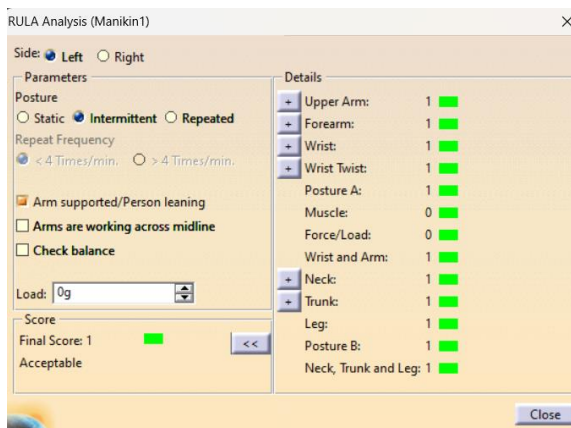 RULA Analysis (Manikin1)
Side: Left Right
Parameters
Posture
Static Intermittent Repeated
Repeat Frequency
< 4 Times/min. > 4 Times/min.
Arm supported/Person leaning
Arms are working across midline
Check balance
Load: 0g
Score
Final Score: 1
<<
Acceptable
Details
+ Upper Arm: 1
+ Forearm: 1
+ Wrist: 1
+ Wrist Twist: 1
Posture A: 1
Muscle: 0
Force/Load: 0
Wrist and Arm: 1
+ Neck: 1
+ Trunk: 1
Leg: 1
Posture B: 1
Neck, Trunk and Leg: 1
Close